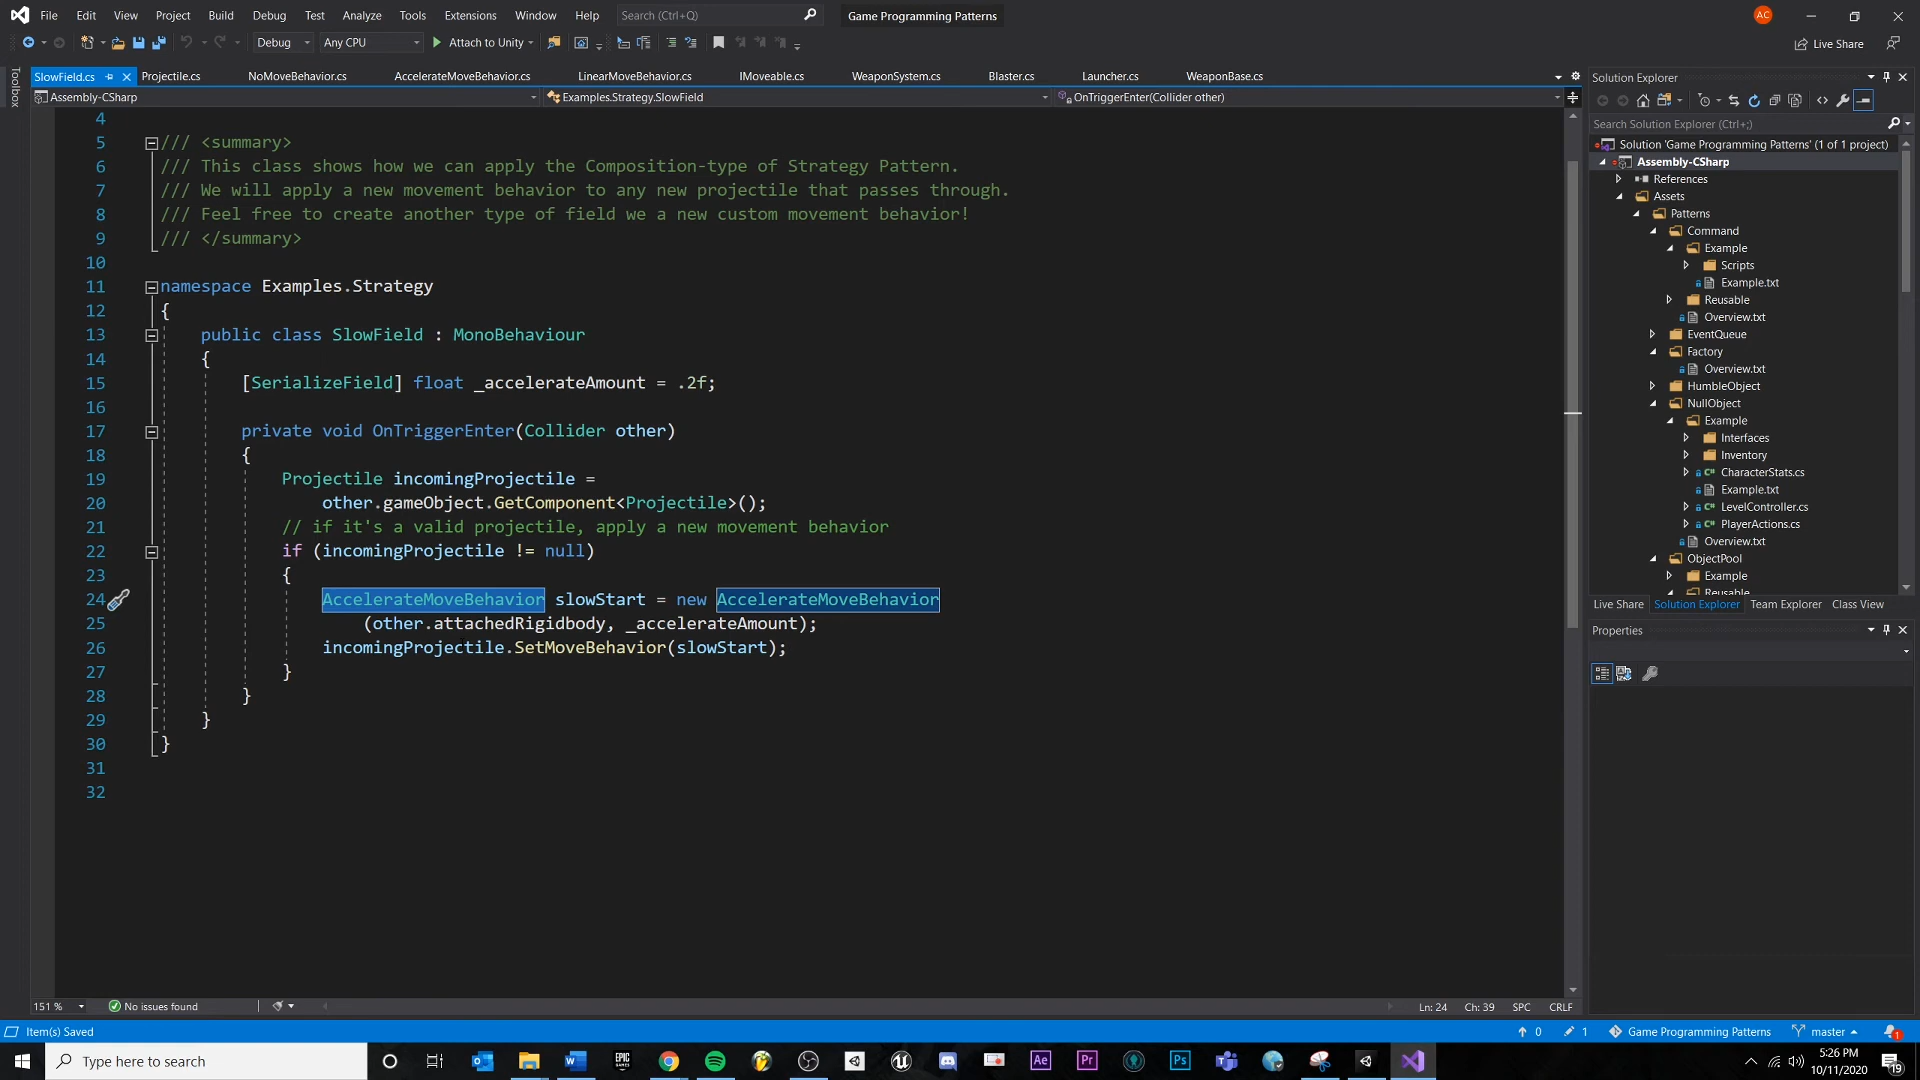 File Edit View Project Build Debug Test Analyze Tools Extensions Window Help Search (Ctrl+Q) Game Programming Patterns AC
Debug Any CPU Attach to Unity Live Share
Toolbox
SlowField.cs Projectile.cs NoMoveBehavior.cs AccelerateMoveBehavior.cs LinearMoveBehavior.cs IMoveable.cs WeaponSystem.cs Blaster.cs Launcher.cs WeaponBase.cs
Assembly-CSharp Examples.Strategy.SlowField OnTriggerEnter(Collider other)
4
5 /// <summary>
6 /// This class shows how we can apply the Composition-type of Strategy Pattern.
7 /// We will apply a new movement behavior to any new projectile that passes through.
8 /// Feel free to create another type of field we a new custom movement behavior!
9 /// </summary>
10
11 namespace Examples.Strategy
12 {
13 public class SlowField : MonoBehaviour
14 {
15 [SerializeField] float _accelerateAmount = .2f;
16
17 private void OnTriggerEnter(Collider other)
18 {
19 Projectile incomingProjectile =
20 other.gameObject.GetComponent<Projectile>();
21 // if it's a valid projectile, apply a new movement behavior
22 if (incomingProjectile != null)
23 {
24 AccelerateMoveBehavior slowStart = new AccelerateMoveBehavior
25 (other.attachedRigidbody, _accelerateAmount);
26 incomingProjectile.SetMoveBehavior(slowStart);
27 }
28 }
29 }
30 }
31
32
151 % No issues found Ln: 24 Ch: 39 SPC CRLF
Solution Explorer
Search Solution Explorer (Ctrl+;)
Solution 'Game Programming Patterns' (1 of 1 project)
Assembly-CSharp
References
Assets
Patterns
Command
Example
Scripts
Example.txt
Reusable
Overview.txt
EventQueue
Factory
Overview.txt
HumbleObject
NullObject
Example
Interfaces
Inventory
CharacterStats.cs
Example.txt
LevelController.cs
PlayerActions.cs
Overview.txt
ObjectPool
Example
Reusable
Live Share Solution Explorer Team Explorer Class View
Properties
Item(s) Saved 0 1 Game Programming Patterns master 1
Type here to search
EPIC GAMES Ae Pr Ps
5:26 PM
10/11/2020
19